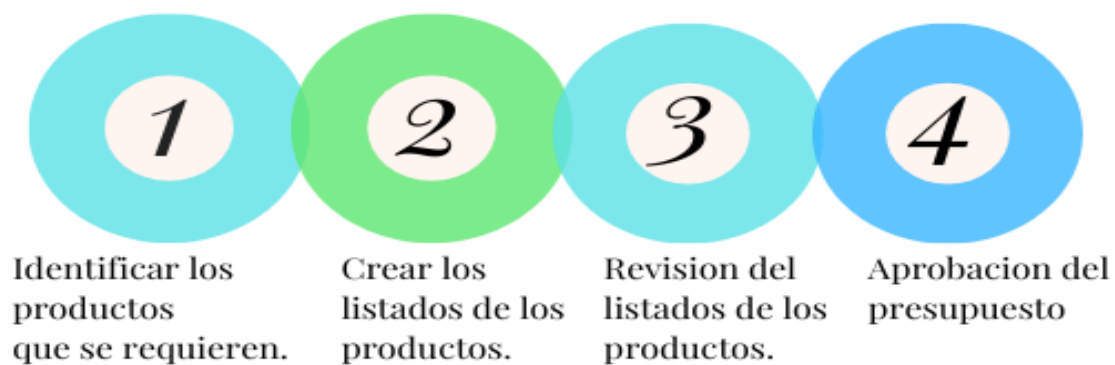 1
2
3
4
Identificar los
productos
que se requieren.
Crear los
listados de los
productos.
Revision del
listados de los
productos.
Aprobacion del
presupuesto